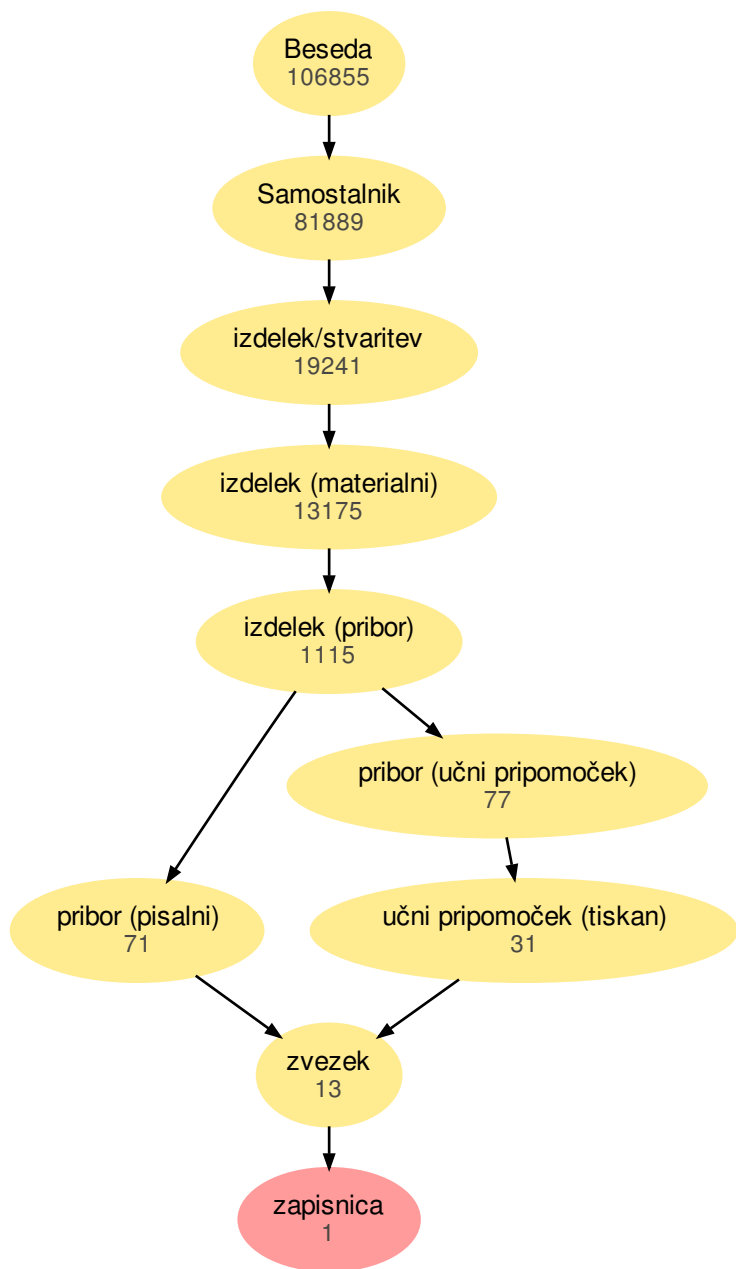 Beseda
106855
Samostalnik
81889
izdelek/stvaritev
19241
izdelek (materialni)
13175
izdelek (pribor)
1115
pribor (učni pripomoček)
77
pribor (pisalni)
71
učni pripomoček (tiskan)
31
zvezek
13
zapisnica
1